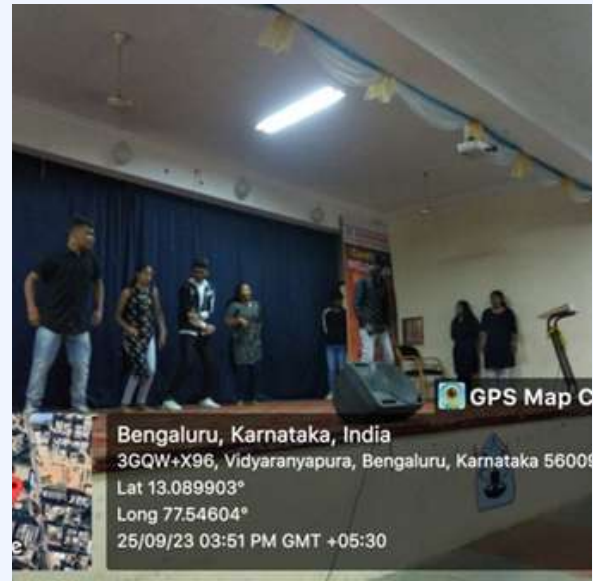 GPS Map C
Bengaluru, Karnataka, India
3GQW+X96, Vidyaranyapura, Bengaluru, Karnataka 56009
Lat 13.089903°
Long 77.54604°
25/09/23 03:51 PM GMT +05:30
e